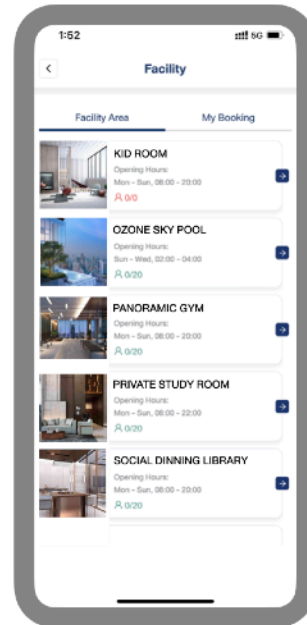 1:52
5G
Facility
Facility Area
My Booking
KID ROOM
Opening Hours:
Mon - Sun, 08:00 - 20:00
0/0
OZONE SKY POOL
Opening Hours:
Sun - Wed, 02:00 - 04:00
0/20
PANORAMIC GYM
Opening Hours:
Mon - Sun, 08:00 - 20:00
0/20
PRIVATE STUDY ROOM
Opening Hours:
Mon - Sun, 08:00 - 22:00
0/20
SOCIAL DINNING LIBRARY
Opening Hours:
Mon - Sun, 08:00 - 20:00
0/20